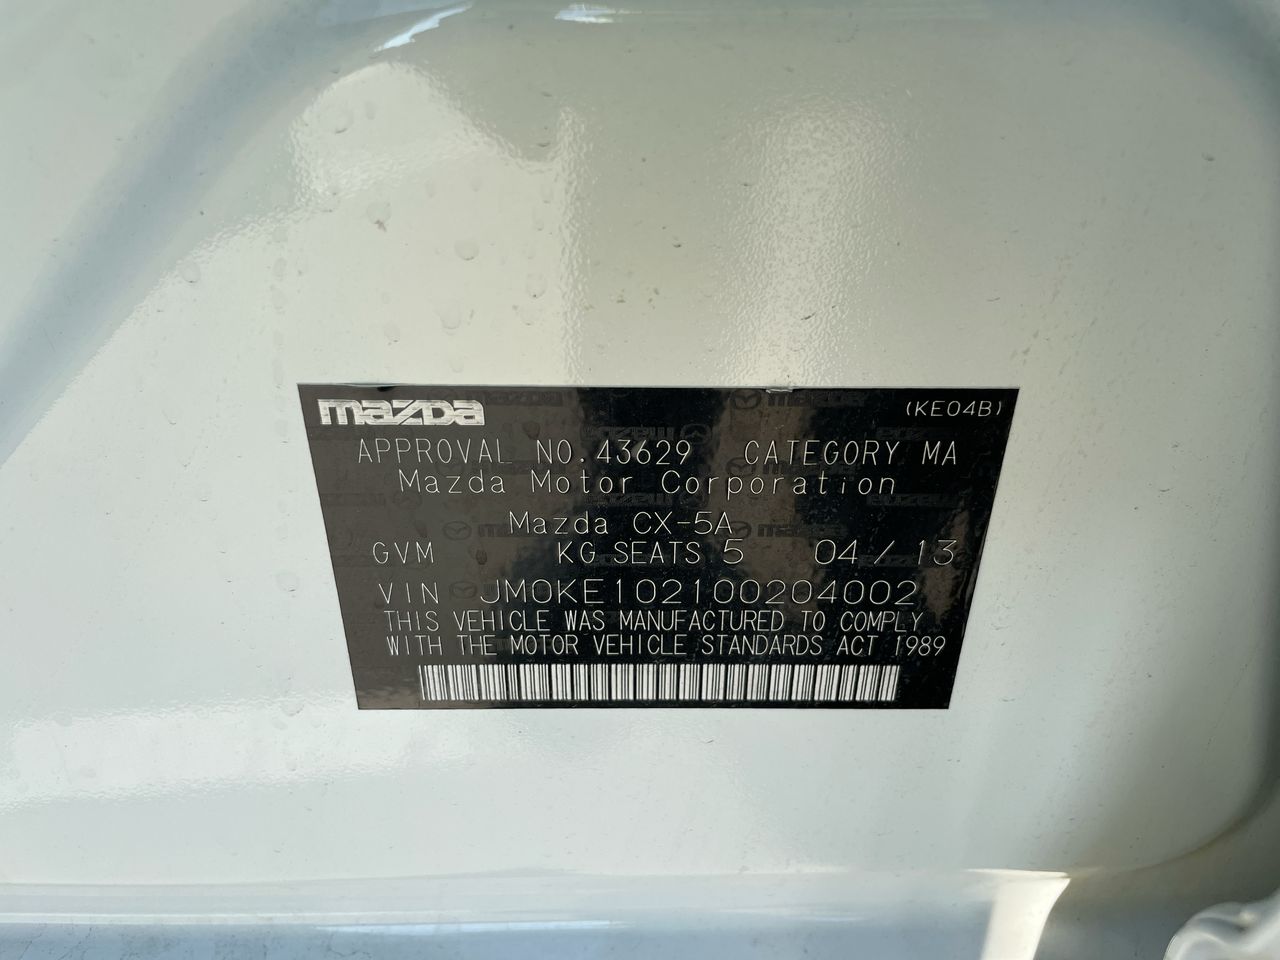 mazda (KE04B)
APPROVAL NO. 43629 CATEGORY MA
Mazda Motor Corporation
Mazda CX-5A
GVM KG SEATS 5 04 / 13
VIN JM0KE102100204002
THIS VEHICLE WAS MANUFACTURED TO COMPLY
WITH THE MOTOR VEHICLE STANDARDS ACT 1989